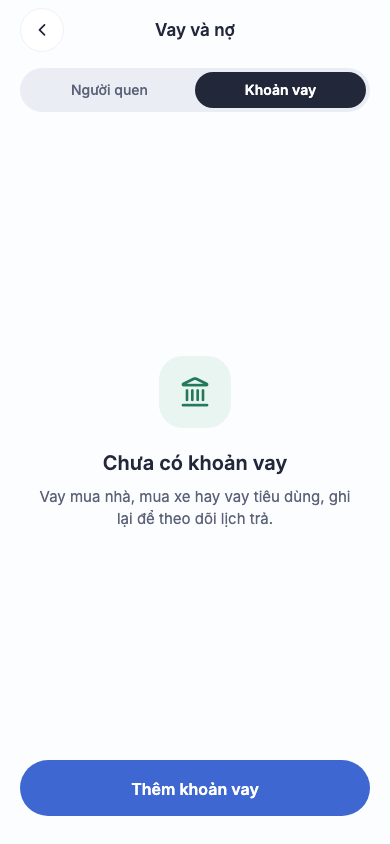 Vay và nợ
Người quen
Khoản vay
Chưa có khoản vay
Vay mua nhà, mua xe hay vay tiêu dùng, ghi
lại để theo dõi lịch trả.
Thêm khoản vay